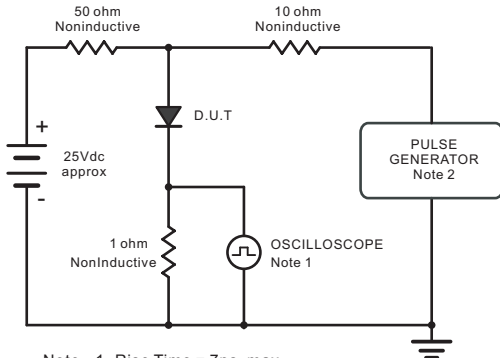 50 ohm
Noninductive
10 ohm
Noninductive
D.U.T
+
25Vdc
approx
-
PULSE
GENERATOR
Note 2
1 ohm
NonInductive
OSCILLOSCOPE
Note 1